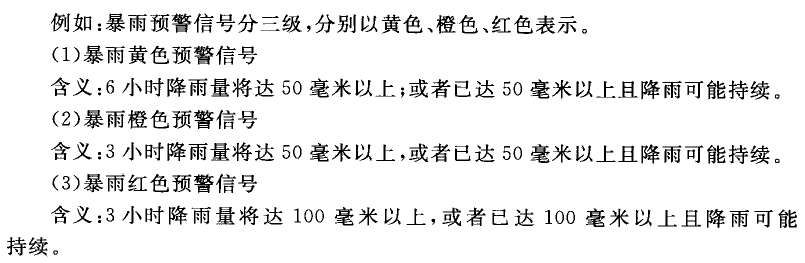 例如:暴雨预警信号分三级,分别以黄色、橙色、红色表示。
(1)暴雨黄色预警信号
含义:6 小时降雨量将达 50 毫米以上;或者已达 50 毫米以上且降雨可能持续。
(2)暴雨橙色预警信号
含义:3 小时降雨量将达 50 毫米以上,或者已达 50 毫米以上且降雨可能持续。
(3)暴雨红色预警信号
含义:3 小时降雨量将达 100 毫米以上,或者已达 100 毫米以上且降雨可能
持续。